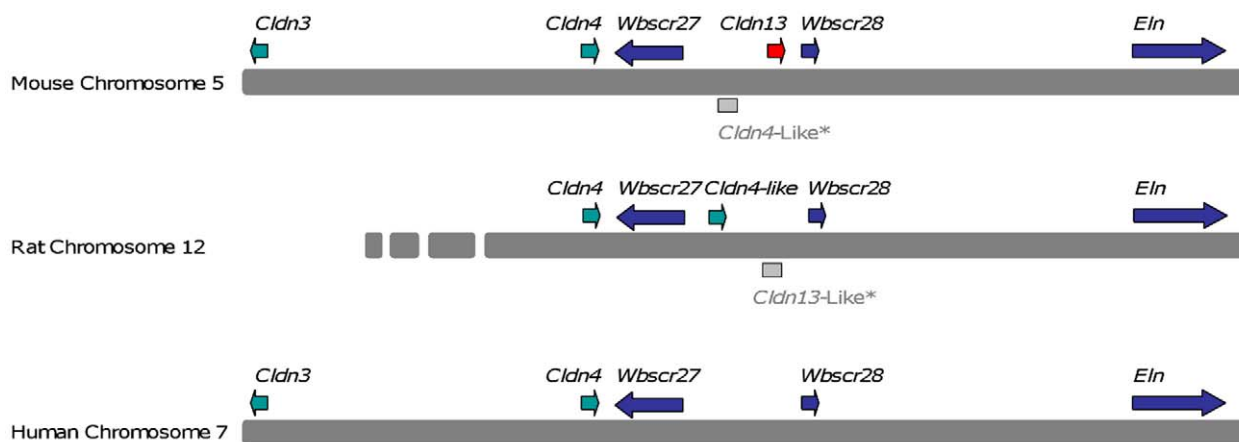 Cldn3 Cldn4 Wbscr27 Cldn13 Wbscr28 Eln
Mouse Chromosome 5
Cldn4-Like*
Cldn4 Wbscr27 Cldn4-like Wbscr28 Eln
Rat Chromosome 12
Cldn13-Like*
Cldn3 Cldn4 Wbscr27 Wbscr28 Eln
Human Chromosome 7